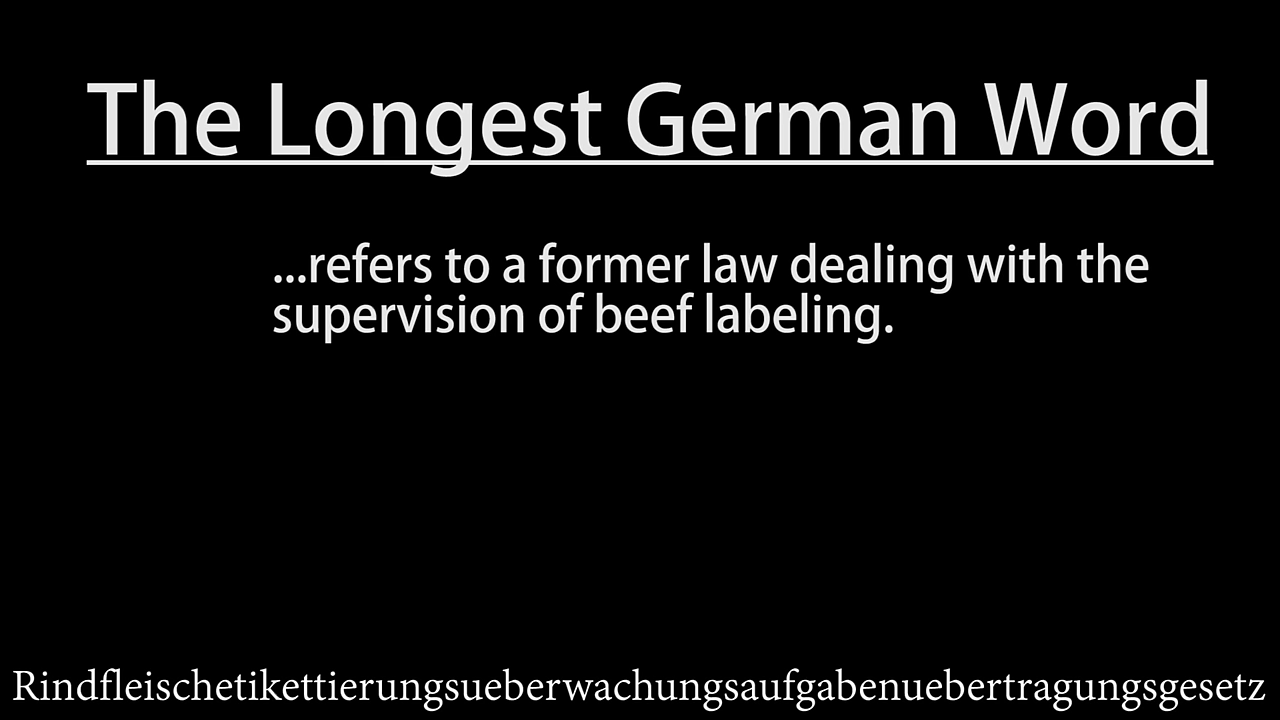 The Longest German Word
...refers to a former law dealing with the
supervision of beef labeling.
Rindfleischetikettierungsueberwachungsaufgabenuebertragungsgesetz